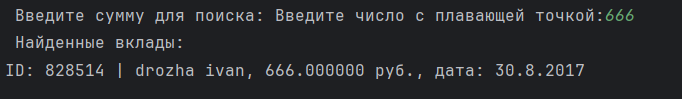 Введите сумму для поиска: Введите число с плавающей точкой:666
Найденные вклады:
ID: 828514 | drozha ivan, 666.000000 руб., дата: 30.8.2017